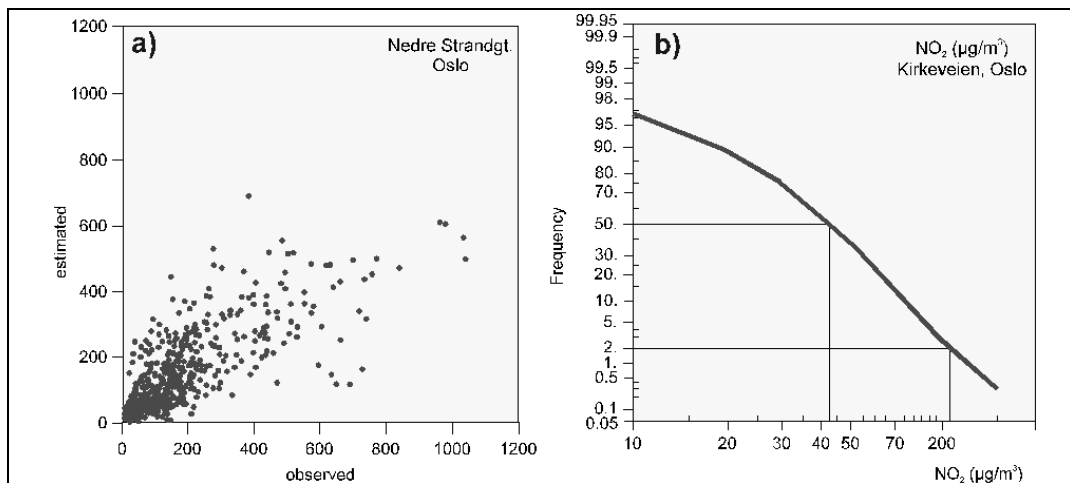 a)
Nedre Strandgt.
Oslo
1200
1000
800
600
400
200
0
estimated
0 200 400 600 800 1000 1200
observed
b)
NO₂ (µg/m³)
Kirkeveien, Oslo
99.95
99.9
99.5
99.
98.
95.
90.
80.
70.
50.
30.
20.
10.
5.
2.
1.
0.5
0.1
0.05
Frequency
10 20 30 40 50 70 200
NO₂ (µg/m³)